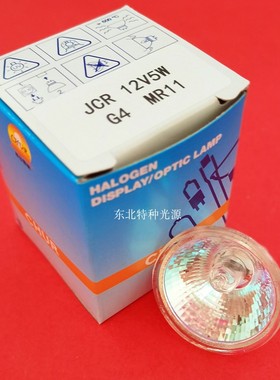 JCR 12V5W
G4 MR11
HALOGEN
DISPLAY/OPTIC LAMP
东北特种光源